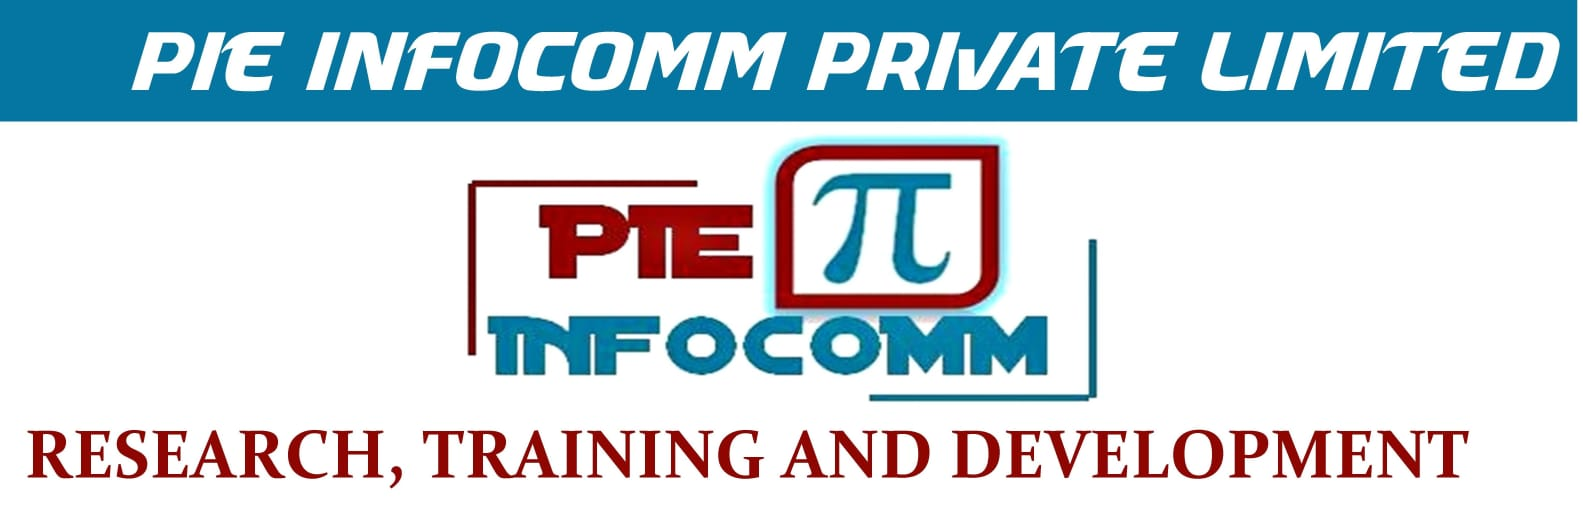 PIE INFOCOMM PRIVATE LIMITED
PIE π
INFOCOMM
RESEARCH, TRAINING AND DEVELOPMENT